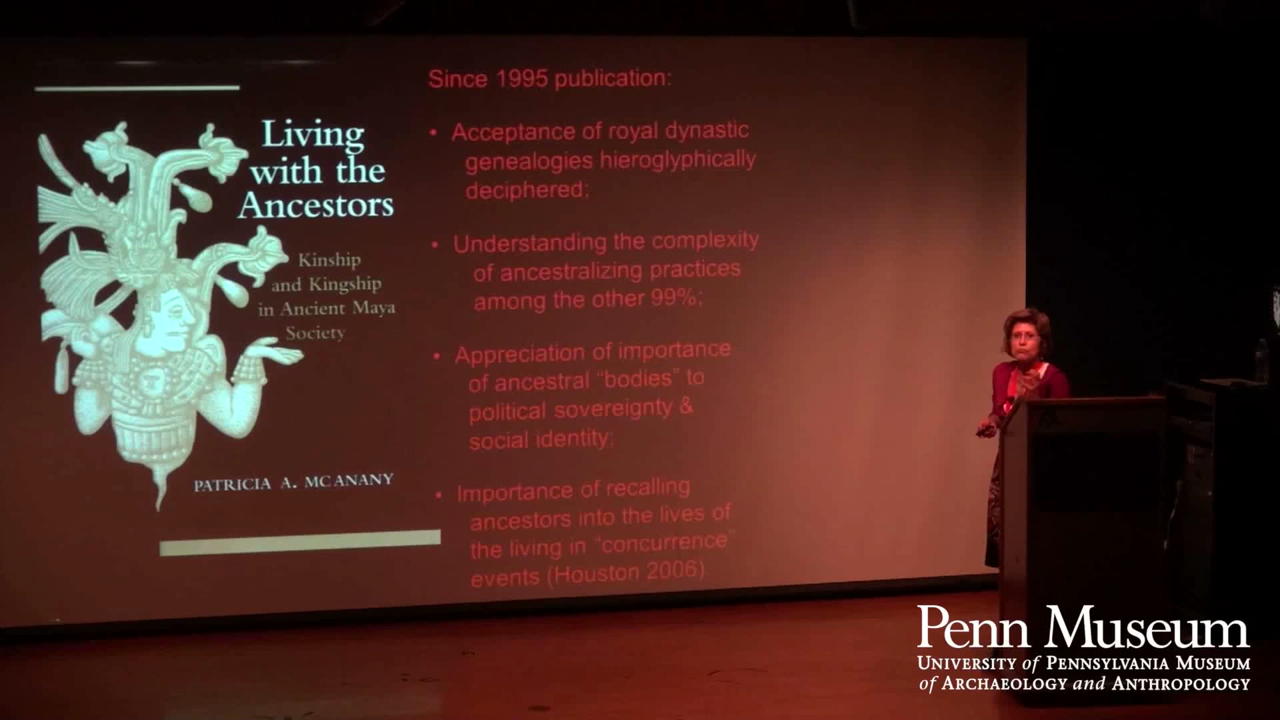 Living
with the
Ancestors
Kinship
and Kingship
in Ancient Maya
Society
PATRICIA A. MCANANY
Since 1995 publication:
• Acceptance of royal dynastic
genealogies hieroglyphically
deciphered;
• Understanding the complexity
of ancestralizing practices
among the other 99%;
• Appreciation of importance
of ancestral “bodies” to
political sovereignty &
social identity;
• Importance of recalling
ancestors into the lives of
the living in “concurrence”
events (Houston 2006)
Penn Museum
UNIVERSITY of PENNSYLVANIA MUSEUM
of ARCHAEOLOGY and ANTHROPOLOGY